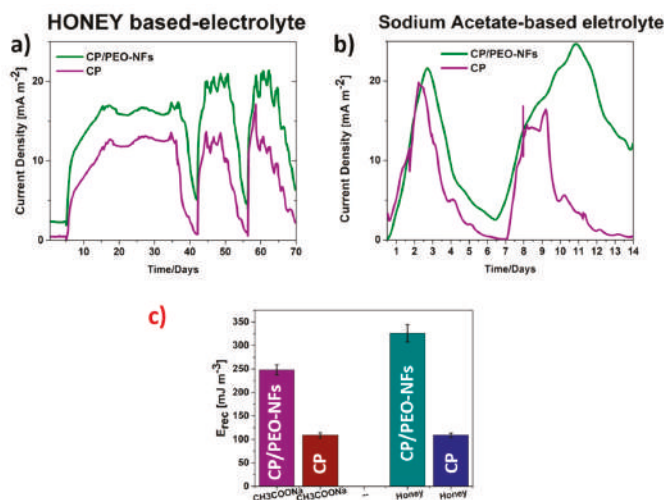 HONEY based-electrolyte
a)
CP/PEO-NFs
CP
Current Density [mA m-2]
20
10
0
10 20 30 40 50 60 70
Time/Days
Sodium Acetate-based eletrolyte
b)
CP/PEO-NFs
CP
Current Density [mA m-2]
20
10
0
1 2 3 4 5 6 7 8 9 10 11 12 13 14
Time/Days
c)
Erec [mJ m-3]
350
300
250
200
150
100
50
0
CP/PEO-NFs
CP
CP/PEO-NFs
CP
CH3COONa CH3COONa -- Honey Honey